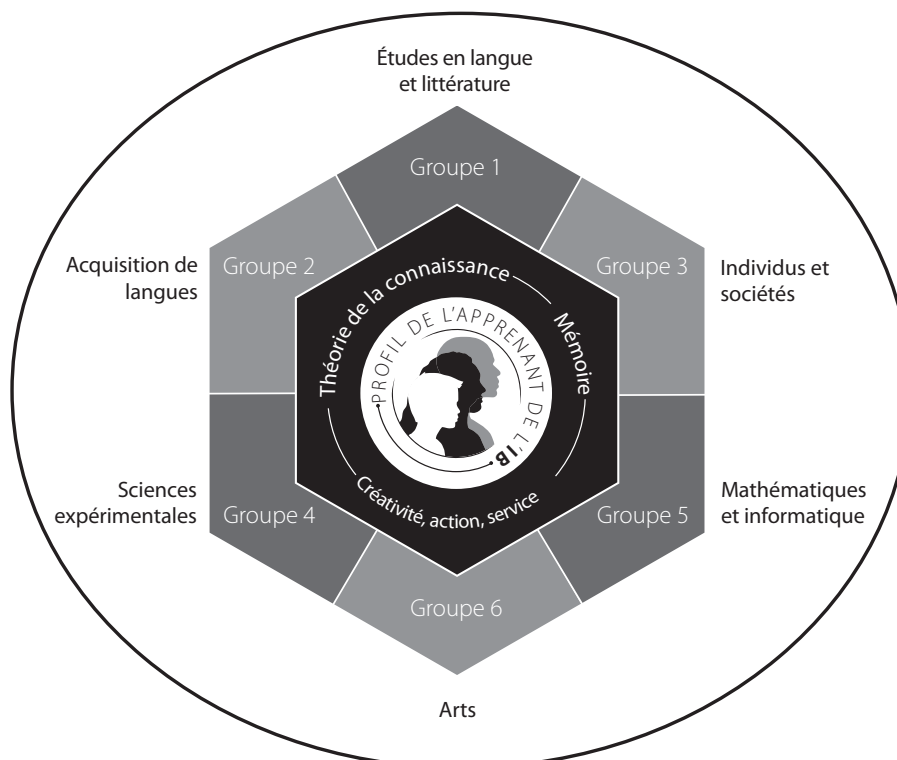 Études en langue
et littérature
Groupe 1
Acquisition de
langues
Groupe 2
Groupe 3
Individus et
sociétés
Théorie de la connaissance
Mémoire
PROFIL DE L’APPRENANT DE L’IB
Créativité, action, service
Sciences
expérimentales
Groupe 4
Groupe 5
Mathématiques
et informatique
Groupe 6
Arts